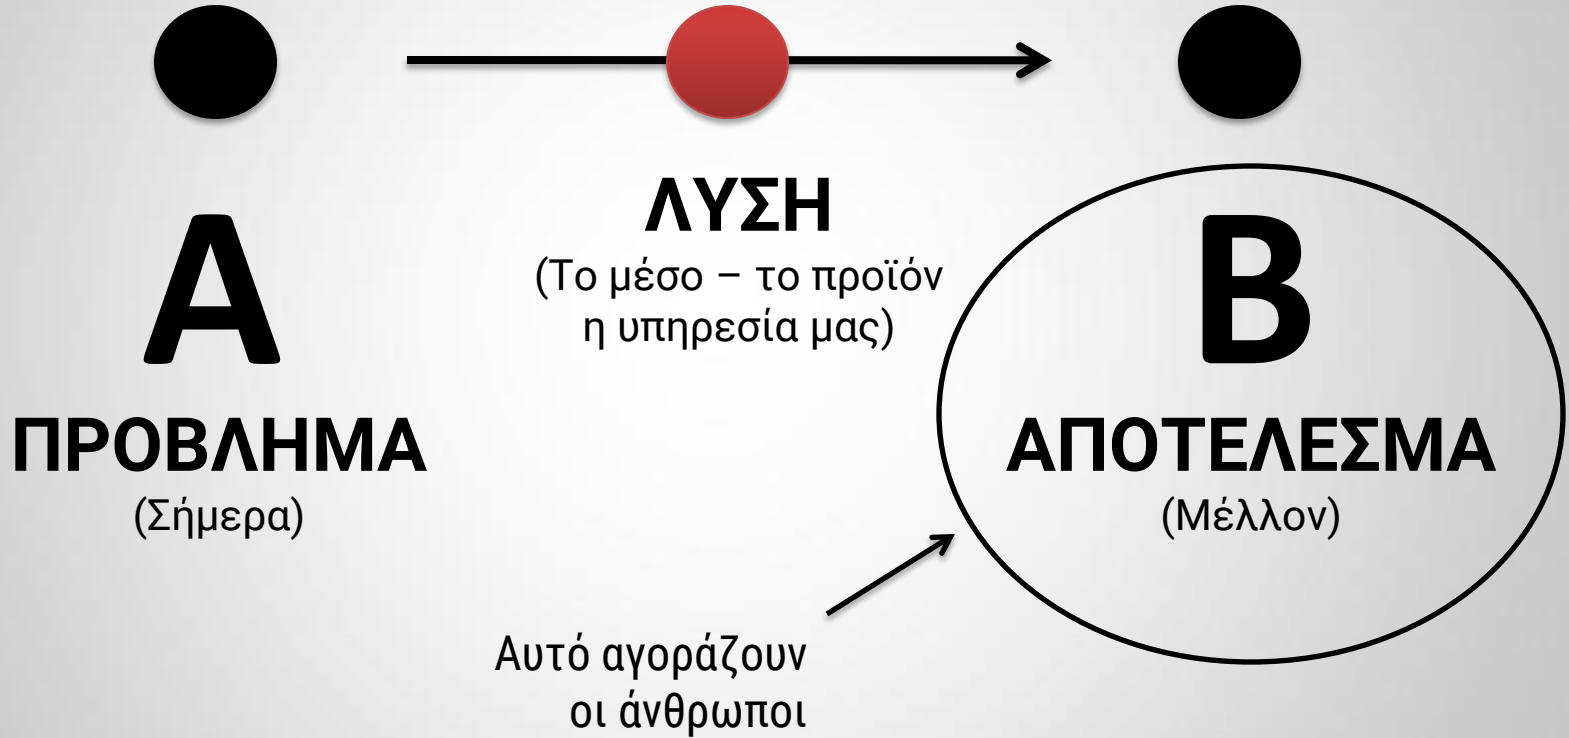 Α
ΠΡΟΒΛΗΜΑ
(Σήμερα)
ΛΥΣΗ
(Το μέσο – το προϊόν
η υπηρεσία μας)
Β
ΑΠΟΤΕΛΕΣΜΑ
(Μέλλον)
Αυτό αγοράζουν
οι άνθρωποι